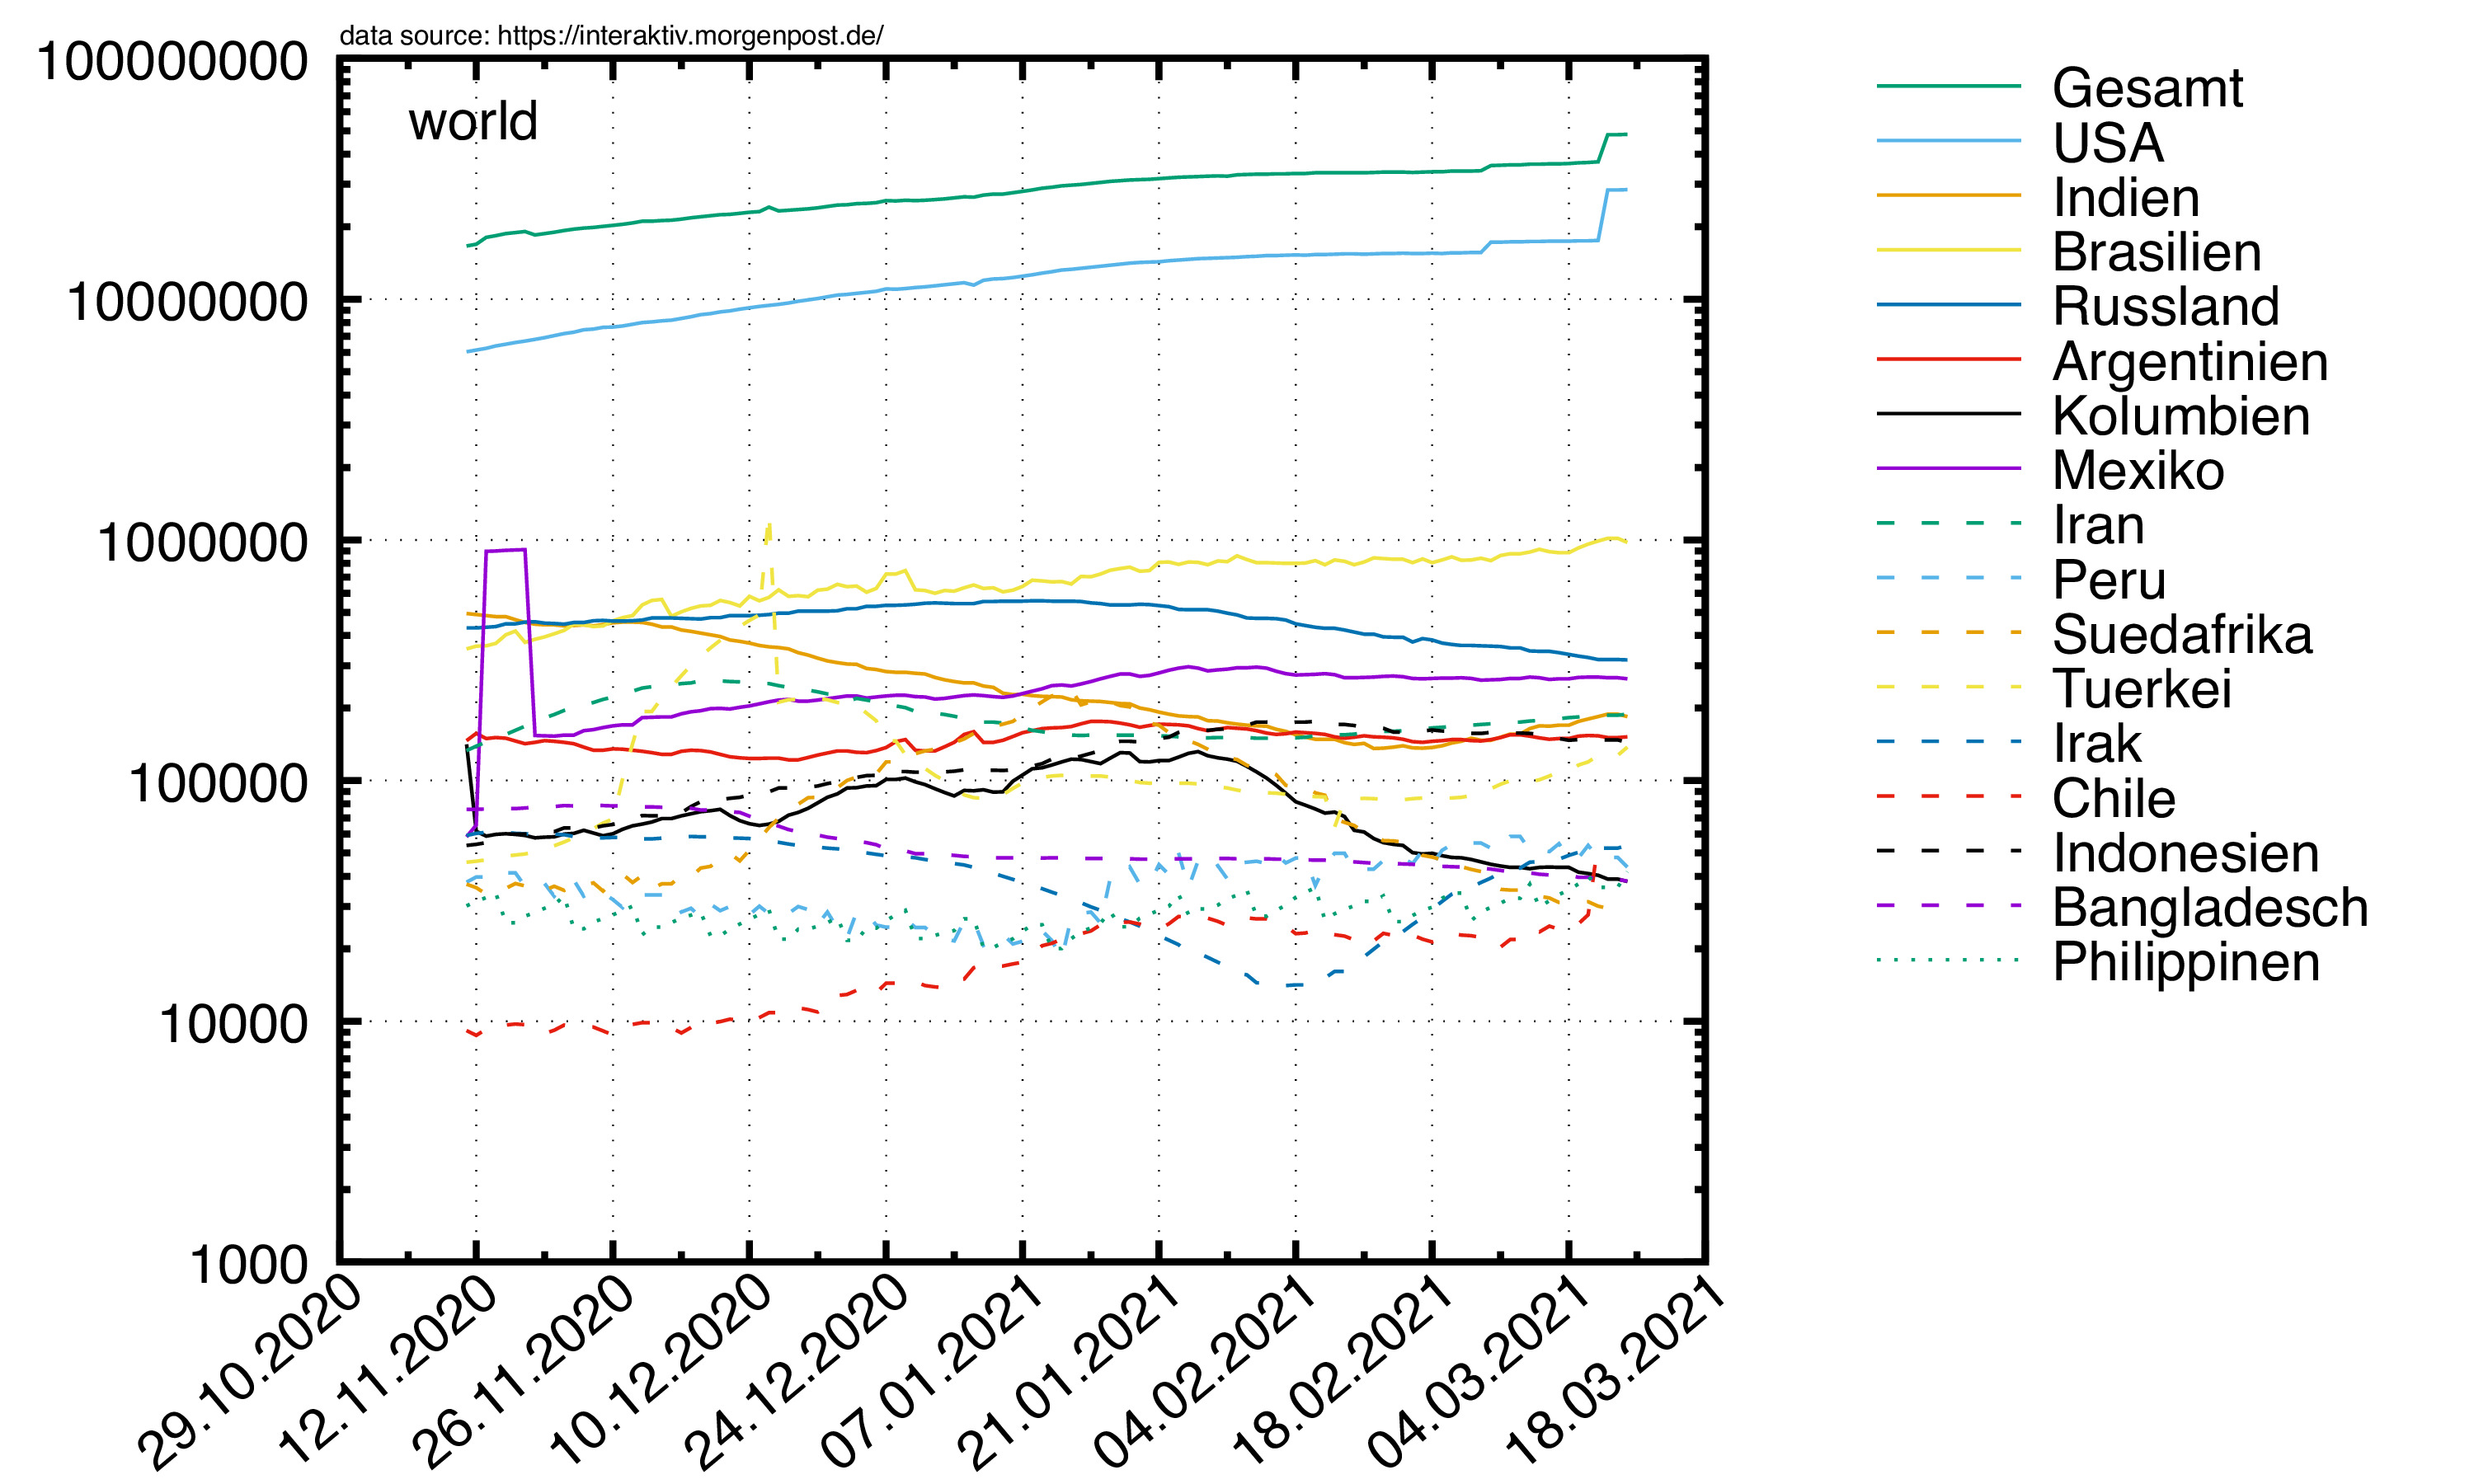 data source: https://interaktiv.morgenpost.de/
100000000
10000000
1000000
100000
10000
1000
world
29.10.2020
12.11.2020
26.11.2020
10.12.2020
24.12.2020
07.01.2021
21.01.2021
04.02.2021
18.02.2021
04.03.2021
18.03.2021
Gesamt
USA
Indien
Brasilien
Russland
Argentinien
Kolumbien
Mexiko
Iran
Peru
Suedafrika
Tuerkei
Irak
Chile
Indonesien
Bangladesch
Philippinen